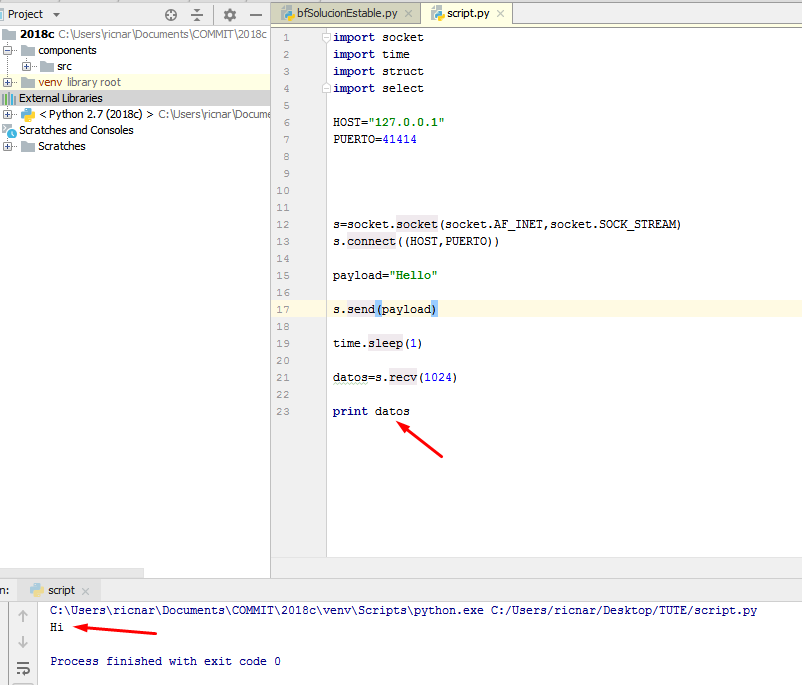 Project
2018c C:\Users\ricnar\Documents\COMMIT\2018c
components
src
venv library root
External Libraries
< Python 2.7 (2018c) > C:\Users\ricnar\Docume
Scratches and Consoles
Scratches
bfSolucionEstable.py
script.py
1 import socket
2 import time
3 import struct
4 import select
5
6 HOST="127.0.0.1"
7 PUERTO=41414
8
9
10
11
12 s=socket.socket(socket.AF_INET,socket.SOCK_STREAM)
13 s.connect((HOST,PUERTO))
14
15 payload="Hello"
16
17 s.send(payload)
18
19 time.sleep(1)
20
21 datos=s.recv(1024)
22
23 print datos
n: script
C:\Users\ricnar\Documents\COMMIT\2018c\venv\Scripts\python.exe C:/Users/ricnar/Desktop/TUTE/script.py
Hi
Process finished with exit code 0